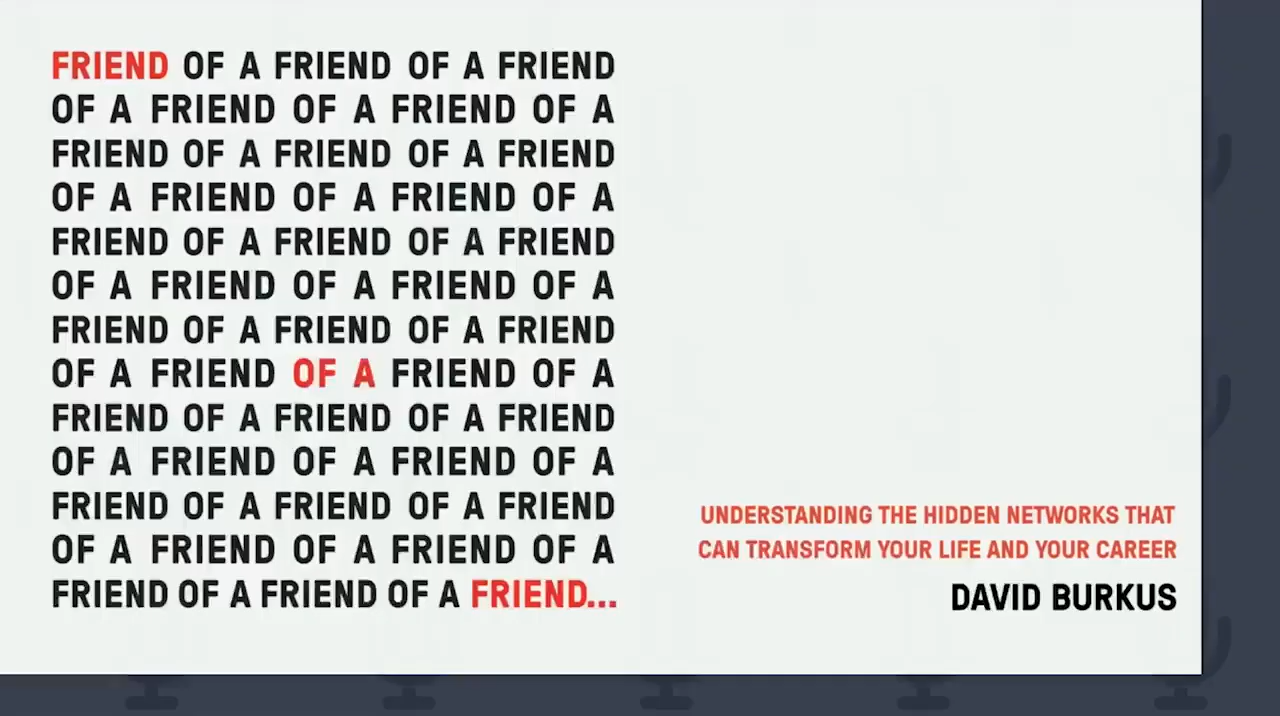 FRIEND OF A FRIEND OF A FRIEND
OF A FRIEND OF A FRIEND OF A
FRIEND OF A FRIEND OF A FRIEND
OF A FRIEND OF A FRIEND OF A
FRIEND OF A FRIEND OF A FRIEND
OF A FRIEND OF A FRIEND OF A
FRIEND OF A FRIEND OF A FRIEND
OF A FRIEND OF A FRIEND OF A
FRIEND OF A FRIEND OF A FRIEND
OF A FRIEND OF A FRIEND OF A
FRIEND OF A FRIEND OF A FRIEND
OF A FRIEND OF A FRIEND OF A
FRIEND OF A FRIEND OF A FRIEND...
UNDERSTANDING THE HIDDEN NETWORKS THAT
CAN TRANSFORM YOUR LIFE AND YOUR CAREER
DAVID BURKUS